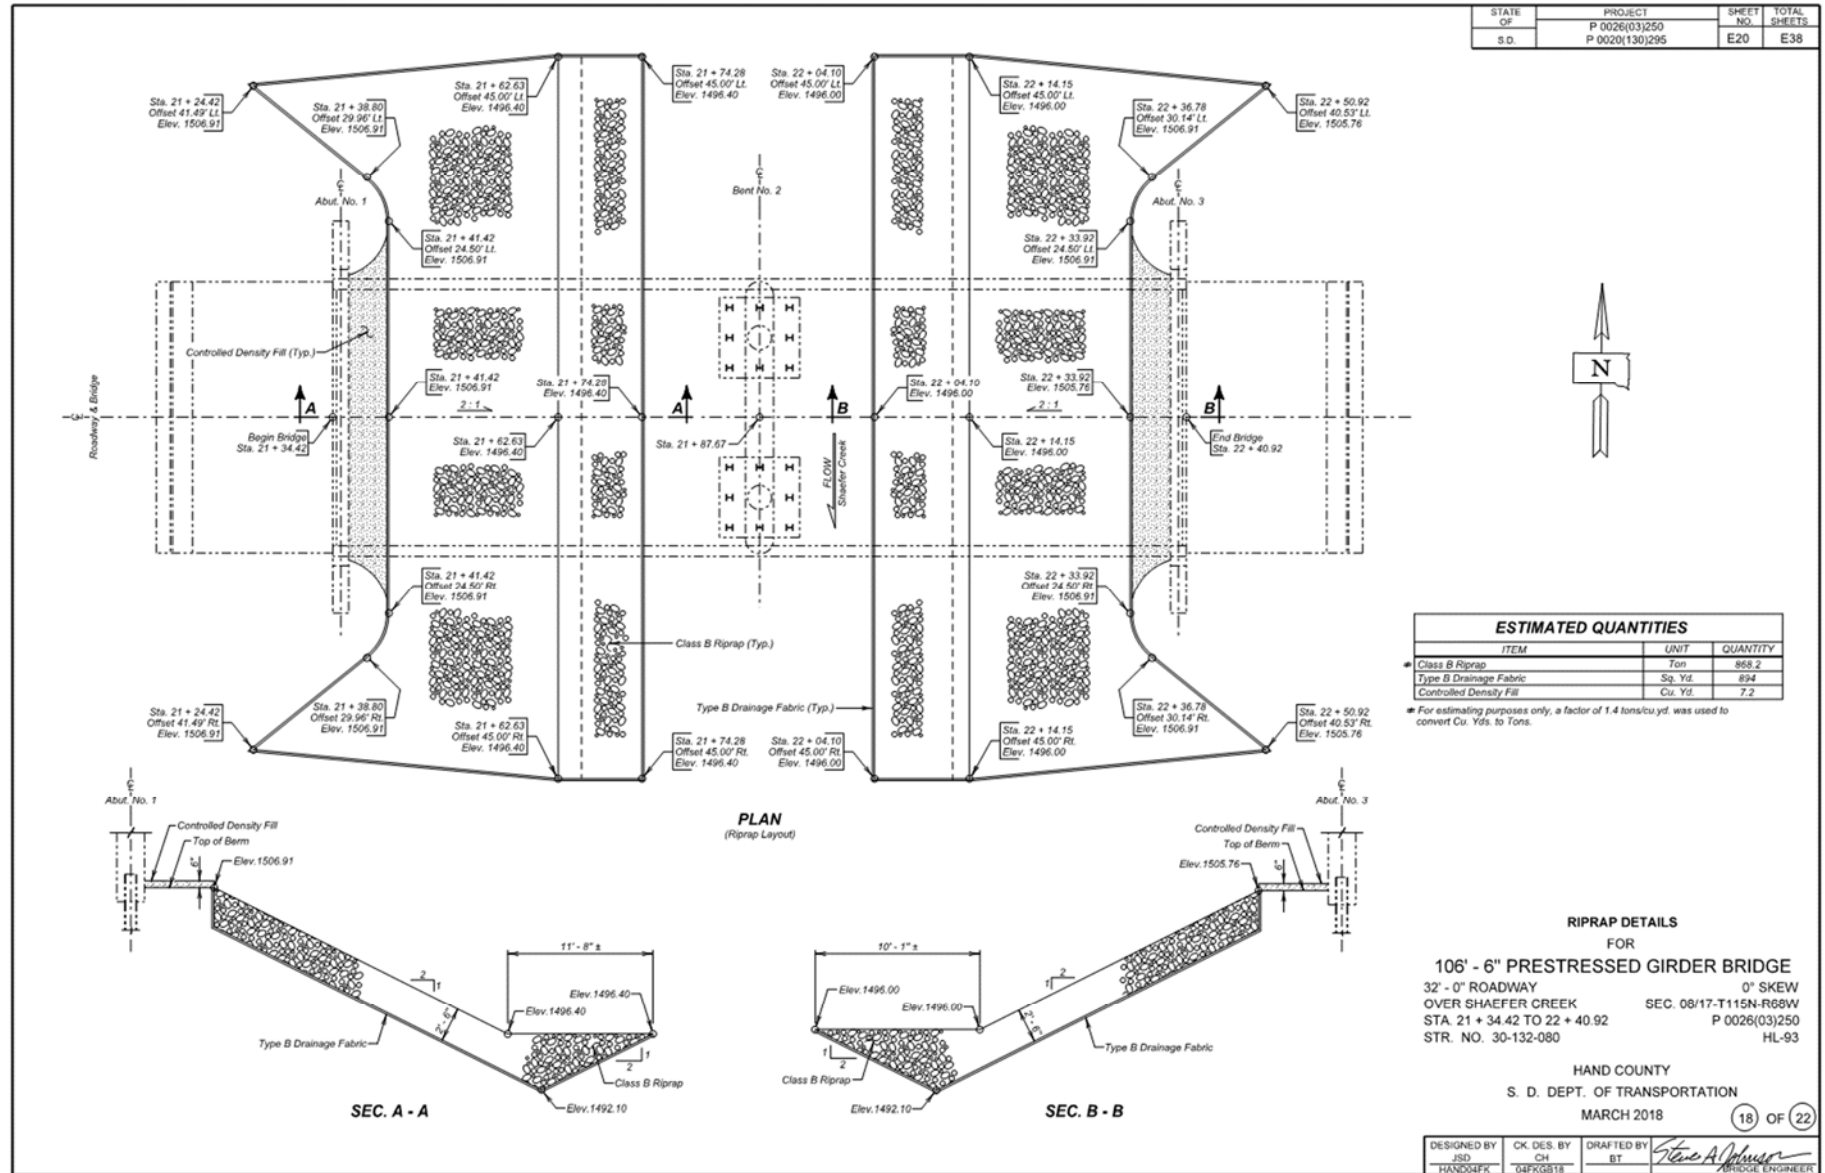 STATE OF S.D.
PROJECT
P 0026(03)250
P 0020(130)295
SHEET NO.
E20
TOTAL SHEETS
E38
Sta. 21 + 24.42
Offset 41.49' Lt.
Elev. 1506.91
Sta. 21 + 38.80
Offset 29.96' Lt.
Elev. 1506.91
Sta. 21 + 62.63
Offset 45.00' Lt.
Elev. 1496.40
Sta. 21 + 74.28
Offset 45.00' Lt.
Elev. 1496.40
Sta. 22 + 04.10
Offset 45.00' Lt.
Elev. 1496.00
Sta. 22 + 14.15
Offset 45.00' Lt.
Elev. 1496.00
Sta. 22 + 36.78
Offset 30.14' Lt.
Elev. 1506.91
Sta. 22 + 50.92
Offset 40.53' Lt.
Elev. 1505.76
Abut. No. 1
Bent No. 2
Abut. No. 3
Sta. 21 + 41.42
Offset 24.50' Lt.
Elev. 1506.91
Sta. 22 + 33.92
Offset 24.50' Lt.
Elev. 1506.91
Controlled Density Fill (Typ.)
Roadway & Bridge
A
Begin Bridge
Sta. 21 + 34.42
Sta. 21 + 41.42
Elev. 1506.91
2 : 1
Sta. 21 + 74.28
Elev. 1496.40
Sta. 21 + 62.63
Elev. 1496.40
A
Sta. 21 + 87.67
B
FLOW
Shaefer Creek
Sta. 22 + 04.10
Elev. 1496.00
Sta. 22 + 14.15
Elev. 1496.00
Sta. 22 + 33.92
Elev. 1505.76
2 : 1
B
End Bridge
Sta. 22 + 40.92
N
Sta. 21 + 41.42
Offset 24.50' Rt.
Elev. 1506.91
Sta. 22 + 33.92
Offset 24.50' Rt.
Elev. 1506.91
Class B Riprap (Typ.)
Type B Drainage Fabric (Typ.)
Sta. 21 + 24.42
Offset 41.49' Rt.
Elev. 1506.91
Sta. 21 + 38.80
Offset 29.96' Rt.
Elev. 1506.91
Sta. 21 + 62.63
Offset 45.00' Rt.
Elev. 1496.40
Sta. 21 + 74.28
Offset 45.00' Rt.
Elev. 1496.40
Sta. 22 + 04.10
Offset 45.00' Rt.
Elev. 1496.00
Sta. 22 + 14.15
Offset 45.00' Rt.
Elev. 1496.00
Sta. 22 + 36.78
Offset 30.14' Rt.
Elev. 1506.91
Sta. 22 + 50.92
Offset 40.53' Rt.
Elev. 1505.76
PLAN
(Riprap Layout)
ESTIMATED QUANTITIES
ITEM UNIT QUANTITY
* Class B Riprap Ton 868.2
Type B Drainage Fabric Sq. Yd. 894
Controlled Density Fill Cu. Yd. 7.2
* For estimating purposes only, a factor of 1.4 tons/cu.yd. was used to
convert Cu. Yds. to Tons.
Abut. No. 1
Controlled Density Fill
Top of Berm
6"
Elev.1506.91
11' - 8" ±
2
1
Elev.1496.40
Elev.1496.40
2' - 6"
Type B Drainage Fabric
1
2
Class B Riprap
Elev.1492.10
SEC. A - A
Abut. No. 3
Controlled Density Fill
Top of Berm
6"
Elev.1505.76
10' - 1" ±
2
1
Elev.1496.00
Elev.1496.00
2' - 6"
Type B Drainage Fabric
1
2
Class B Riprap
Elev.1492.10
SEC. B - B
RIPRAP DETAILS
FOR
106' - 6" PRESTRESSED GIRDER BRIDGE
32' - 0" ROADWAY 0° SKEW
OVER SHAEFER CREEK SEC. 08/17-T115N-R68W
STA. 21 + 34.42 TO 22 + 40.92 P 0026(03)250
STR. NO. 30-132-080 HL-93
HAND COUNTY
S. D. DEPT. OF TRANSPORTATION
MARCH 2018
18 OF 22
DESIGNED BY
JSD
HAND04FK
CK. DES. BY
CH
04FKGB18
DRAFTED BY
BT
Steve A Johnson
BRIDGE ENGINEER